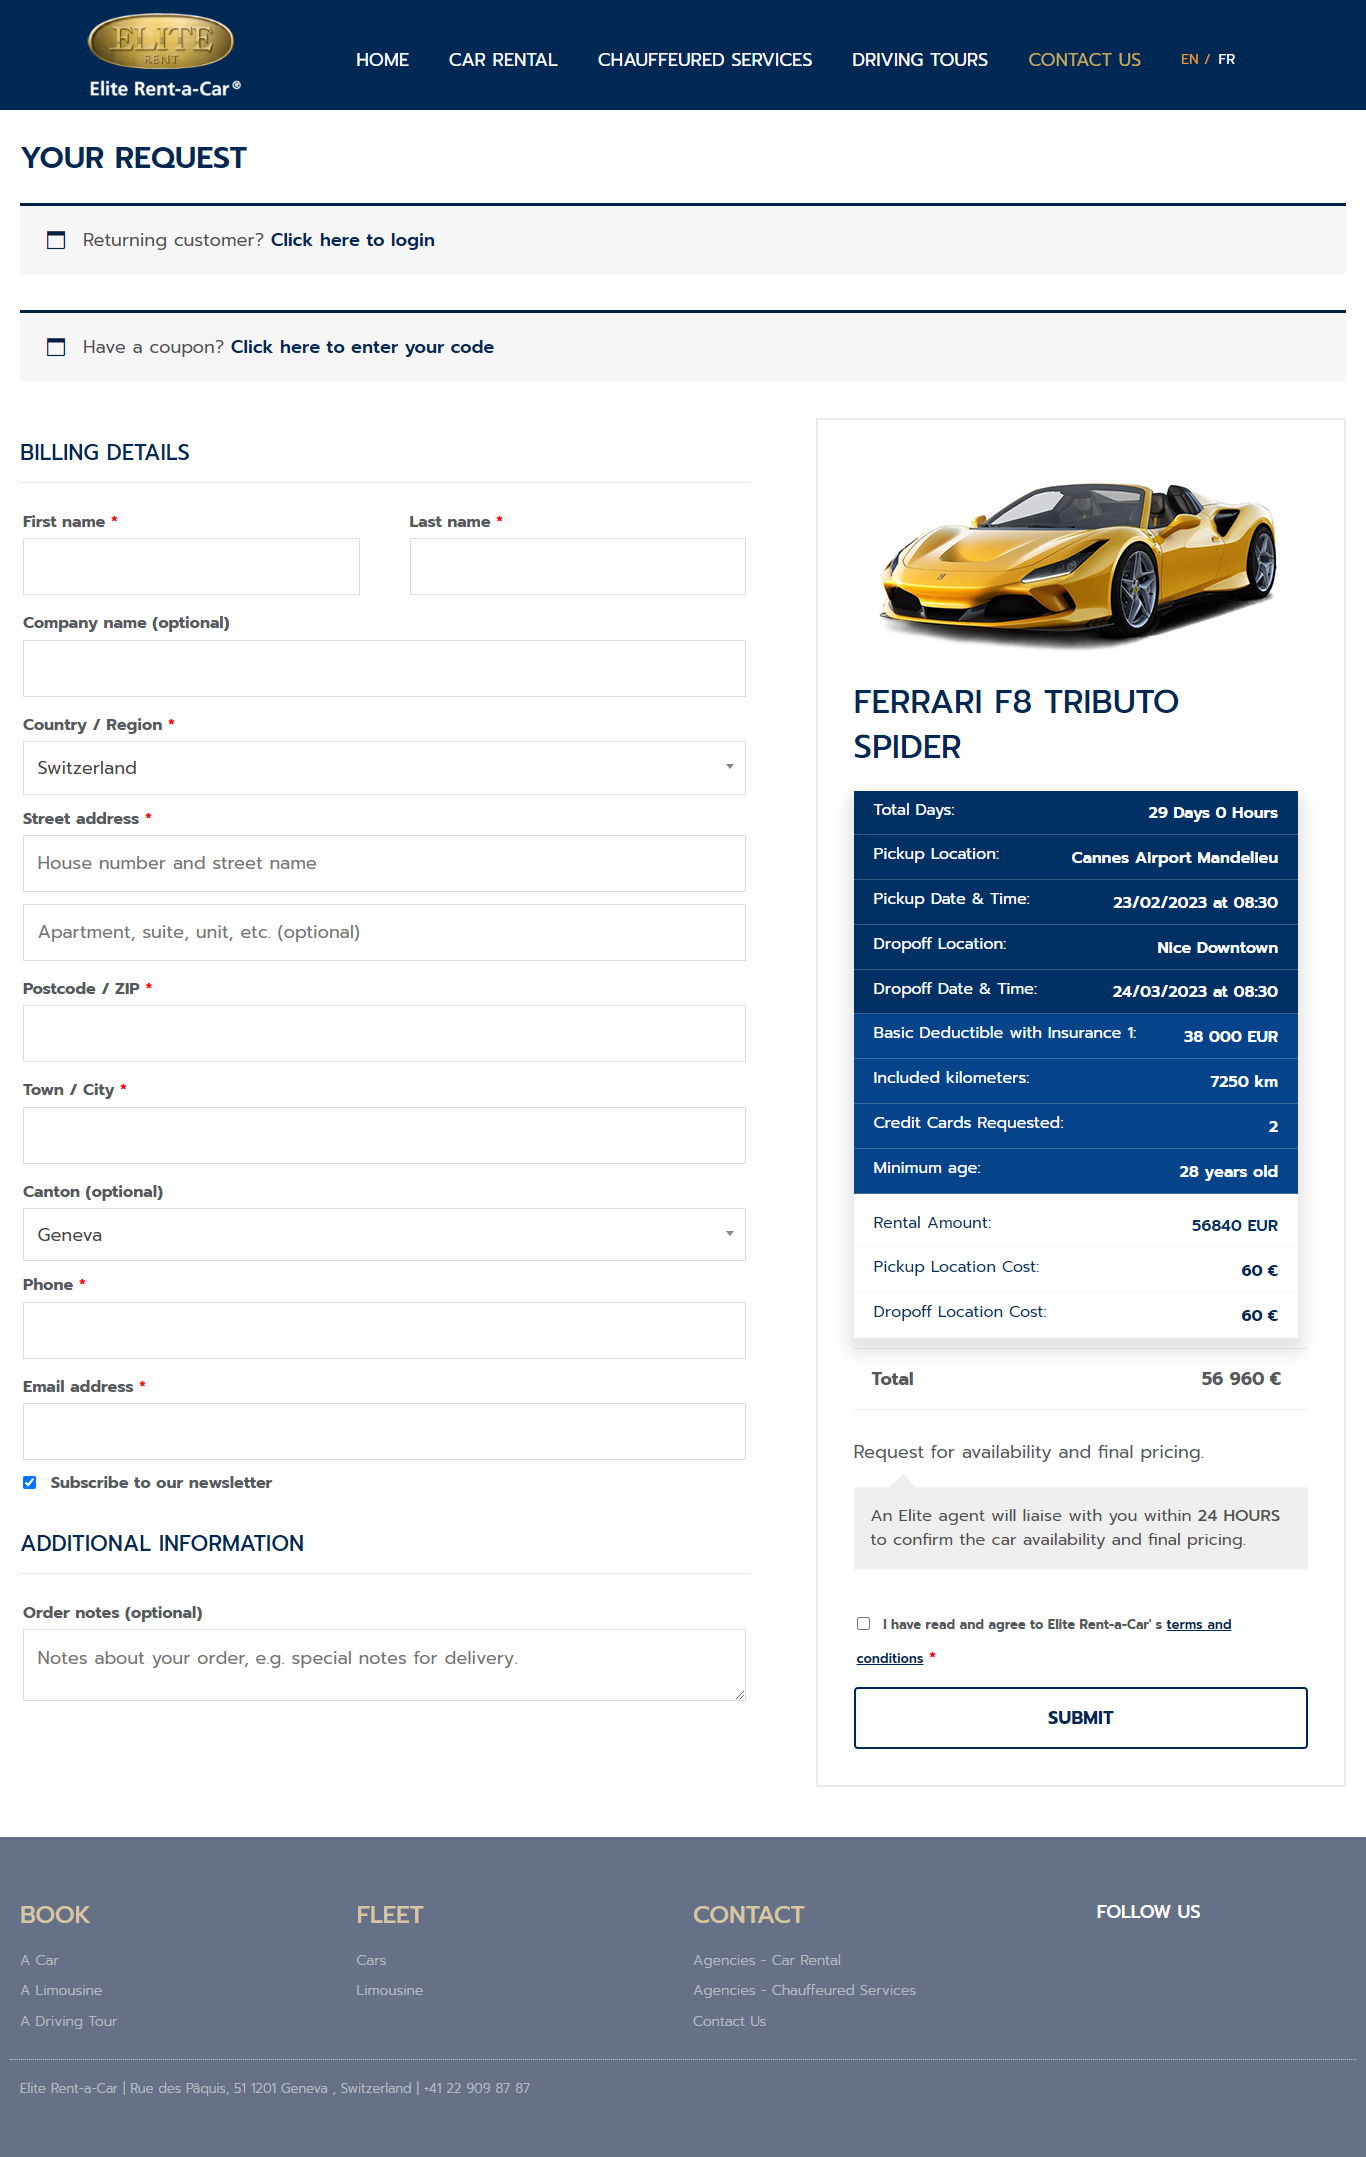 ELITE
RENT
Elite Rent-a-Car®
HOME
CAR RENTAL
CHAUFFEURED SERVICES
DRIVING TOURS
CONTACT US
EN / FR
YOUR REQUEST
Returning customer? Click here to login
Have a coupon? Click here to enter your code
BILLING DETAILS
First name *
Last name *
Company name (optional)
Country / Region *
Switzerland
Street address *
House number and street name
Apartment, suite, unit, etc. (optional)
Postcode / ZIP *
Town / City *
Canton (optional)
Geneva
Phone *
Email address *
Subscribe to our newsletter
ADDITIONAL INFORMATION
Order notes (optional)
Notes about your order, e.g. special notes for delivery.
FERRARI F8 TRIBUTO
SPIDER
Total Days: 29 Days 0 Hours
Pickup Location: Cannes Airport Mandelieu
Pickup Date & Time: 23/02/2023 at 08:30
Dropoff Location: Nice Downtown
Dropoff Date & Time: 24/03/2023 at 08:30
Basic Deductible with Insurance 1: 38 000 EUR
Included kilometers: 7250 km
Credit Cards Requested: 2
Minimum age: 28 years old
Rental Amount: 56840 EUR
Pickup Location Cost: 60 €
Dropoff Location Cost: 60 €
Total 56 960 €
Request for availability and final pricing.
An Elite agent will liaise with you within 24 HOURS
to confirm the car availability and final pricing.
I have read and agree to Elite Rent-a-Car' s terms and
conditions *
SUBMIT
BOOK
A Car
A Limousine
A Driving Tour
FLEET
Cars
Limousine
CONTACT
Agencies - Car Rental
Agencies - Chauffeured Services
Contact Us
FOLLOW US
Elite Rent-a-Car | Rue des Pâquis, 51 1201 Geneva , Switzerland | +41 22 909 87 87